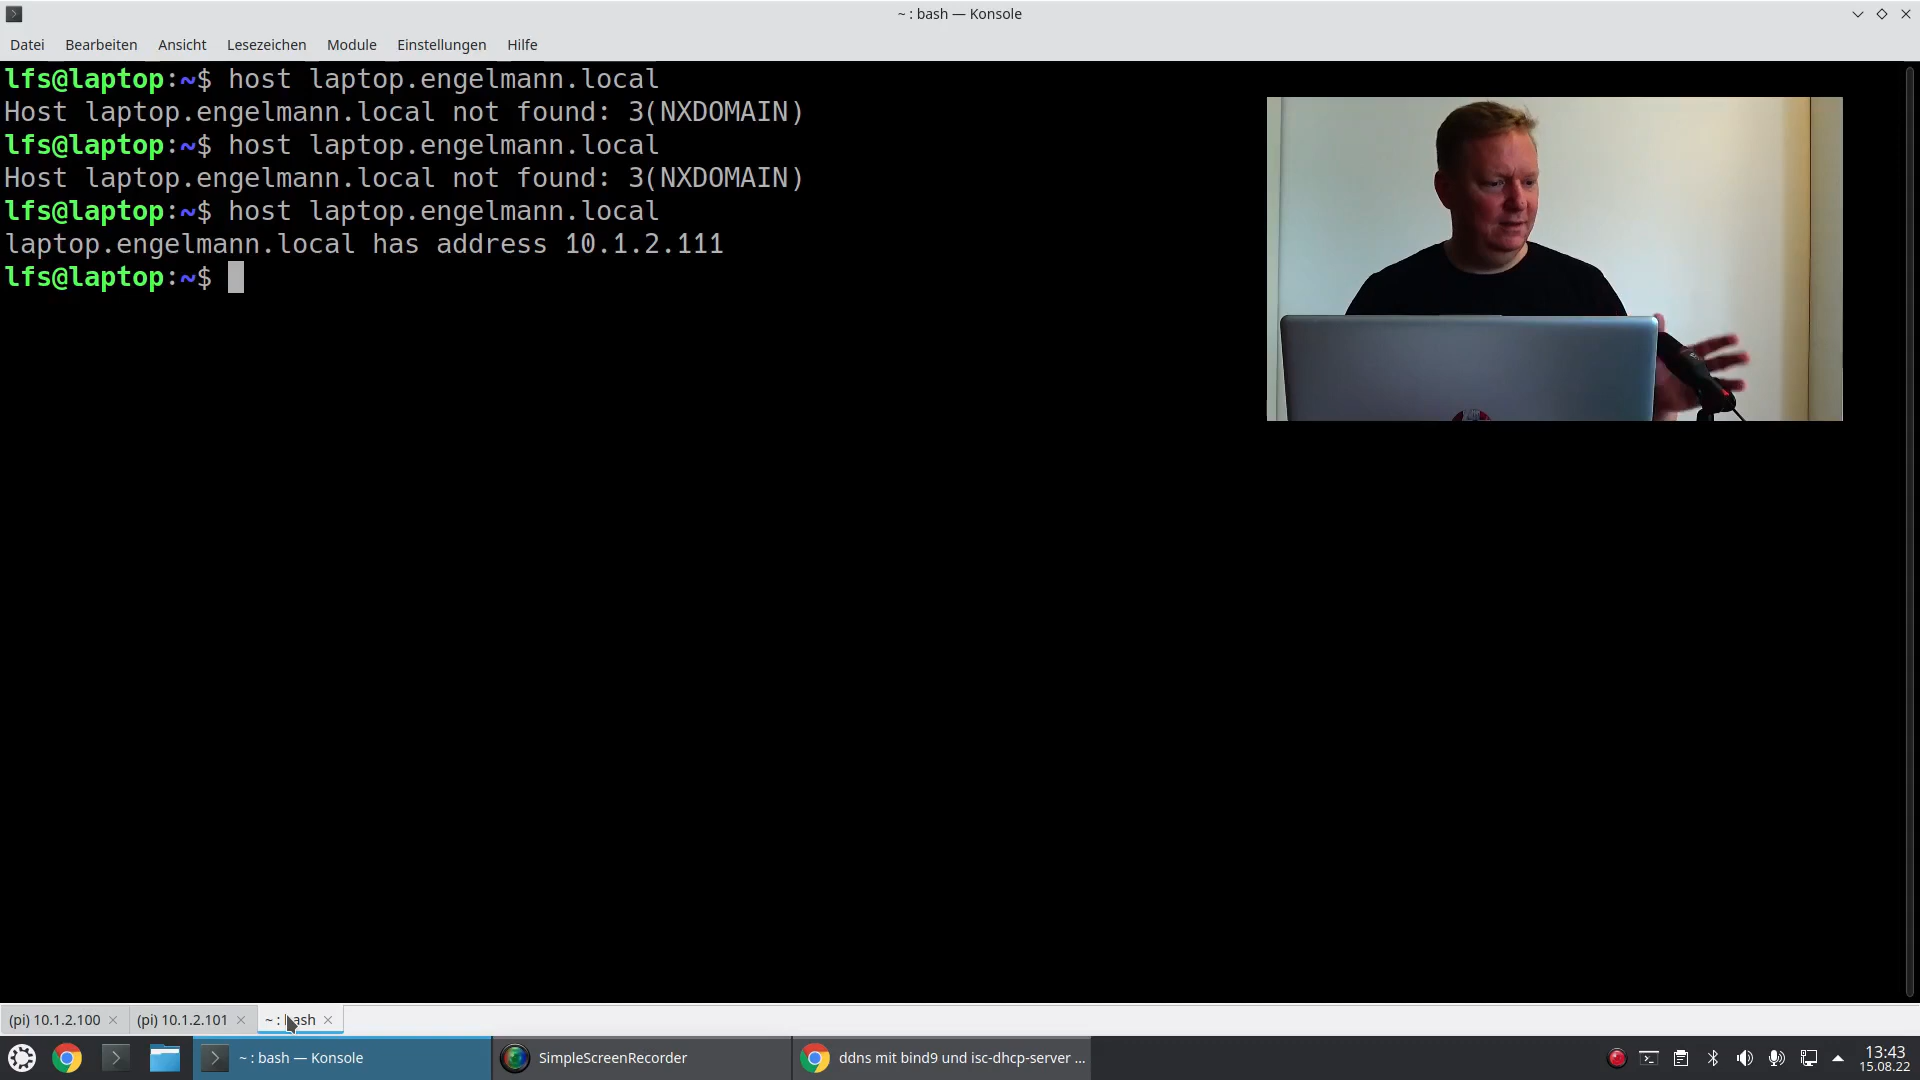 ~ : bash — Konsole
Datei Bearbeiten Ansicht Lesezeichen Module Einstellungen Hilfe
lfs@laptop:~$ host laptop.engelmann.local
Host laptop.engelmann.local not found: 3(NXDOMAIN)
lfs@laptop:~$ host laptop.engelmann.local
Host laptop.engelmann.local not found: 3(NXDOMAIN)
lfs@laptop:~$ host laptop.engelmann.local
laptop.engelmann.local has address 10.1.2.111
lfs@laptop:~$
(pi) 10.1.2.100 (pi) 10.1.2.101 ~ : bash
~ : bash — Konsole SimpleScreenRecorder ddns mit bind9 und isc-dhcp-server ... 13:43
15.08.22